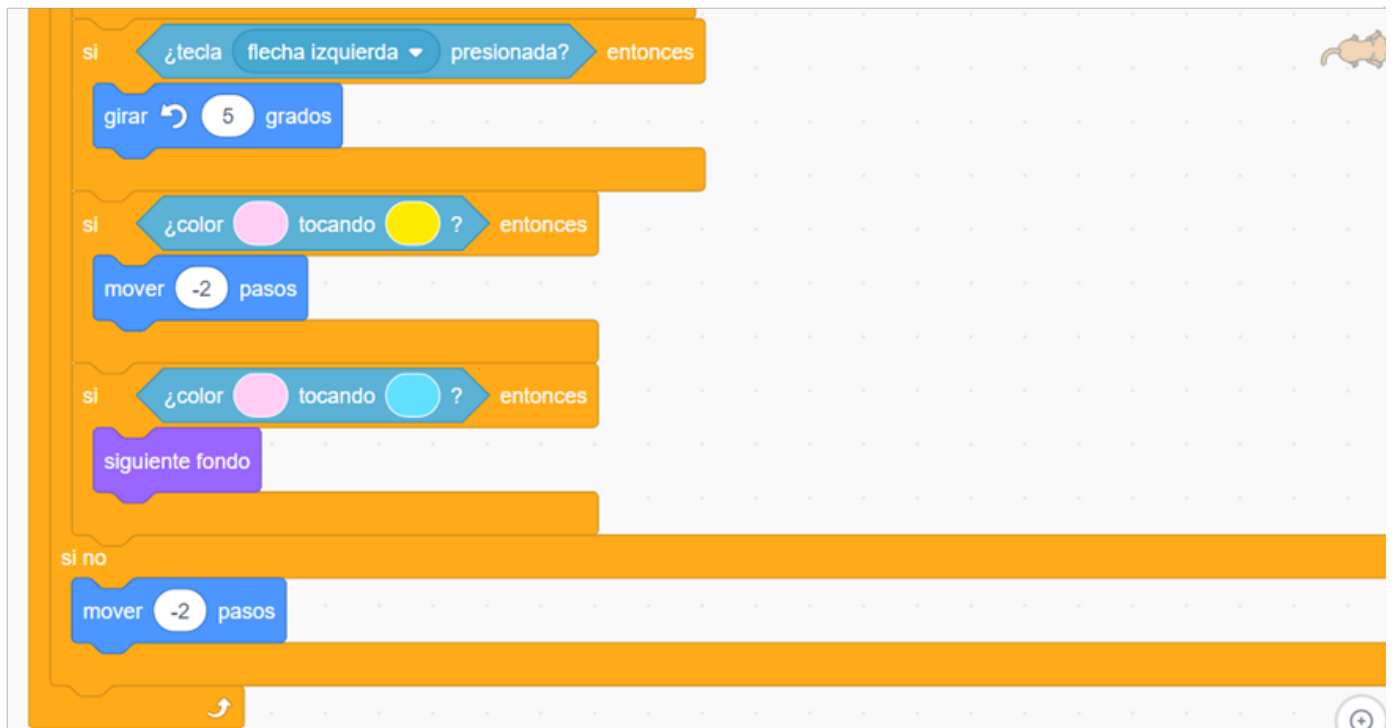 si ¿tecla flecha izquierda presionada? entonces
girar 5 grados
si ¿color tocando ? entonces
mover -2 pasos
si ¿color tocando ? entonces
siguiente fondo
si no
mover -2 pasos